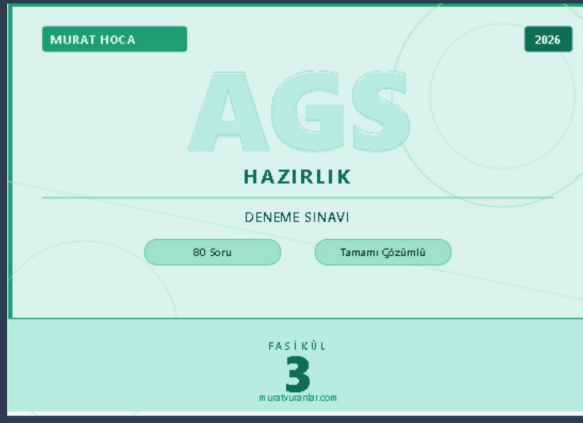 MURAT HOCA
2026
AGS
HAZIRLIK
DENEME SINAVI
80 Soru
Tamamı Çözümlü
FASİKÜL
3
muratvuranlar.com